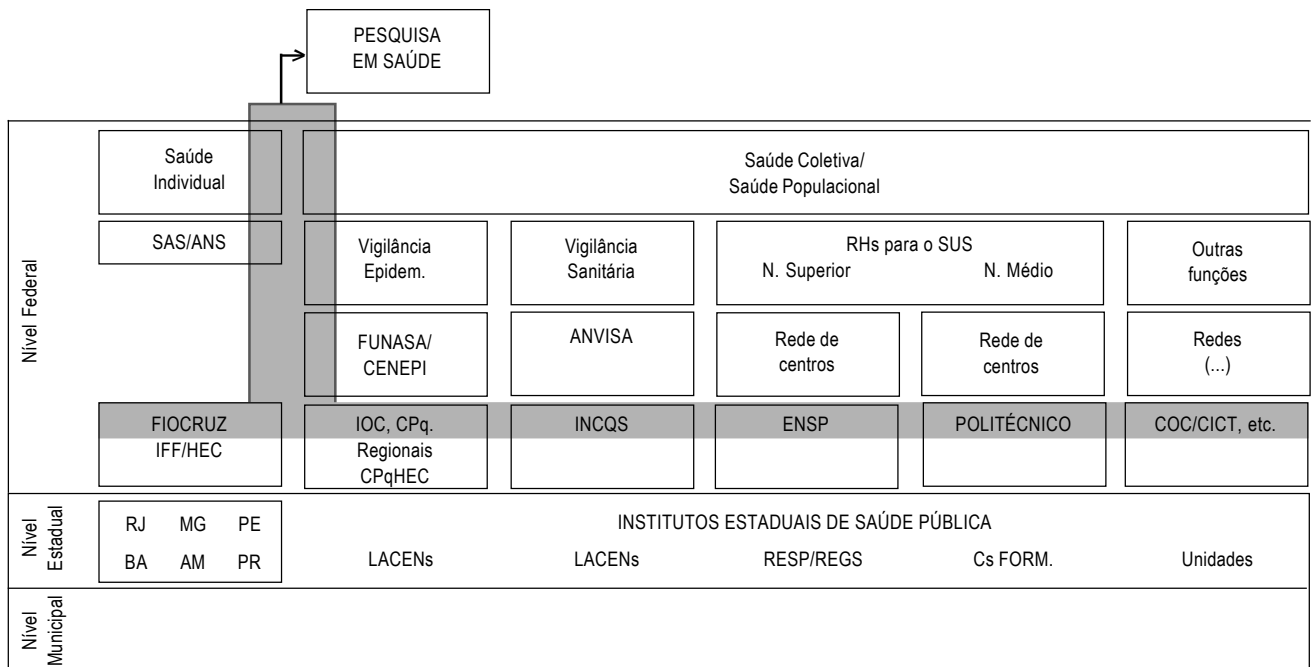 PESQUISA
EM SAÚDE
Nível Federal
Saúde
Individual
Saúde Coletiva/
Saúde Populacional
SAS/ANS
Vigilância
Epidem.
Vigilância
Sanitária
RHs para o SUS
N. Superior N. Médio
Outras
funções
FUNASA/
CENEPI
ANVISA
Rede de
centros
Rede de
centros
Redes
(...)
FIOCRUZ
IFF/HEC
IOC, CPq.
Regionais
CPqHEC
INCQS
ENSP
POLITÉCNICO
COC/CICT, etc.
Nível
Estadual
RJ MG PE
BA AM PR
INSTITUTOS ESTADUAIS DE SAÚDE PÚBLICA
LACENs LACENs RESP/REGS Cs FORM. Unidades
Nível
Municipal